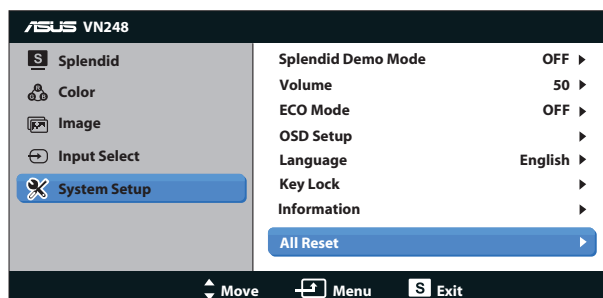 ASUS VN248
S Splendid
R G B Color
Image
Input Select
System Setup
Splendid Demo Mode OFF
Volume 50
ECO Mode OFF
OSD Setup
Language English
Key Lock
Information
All Reset
Move Menu S Exit